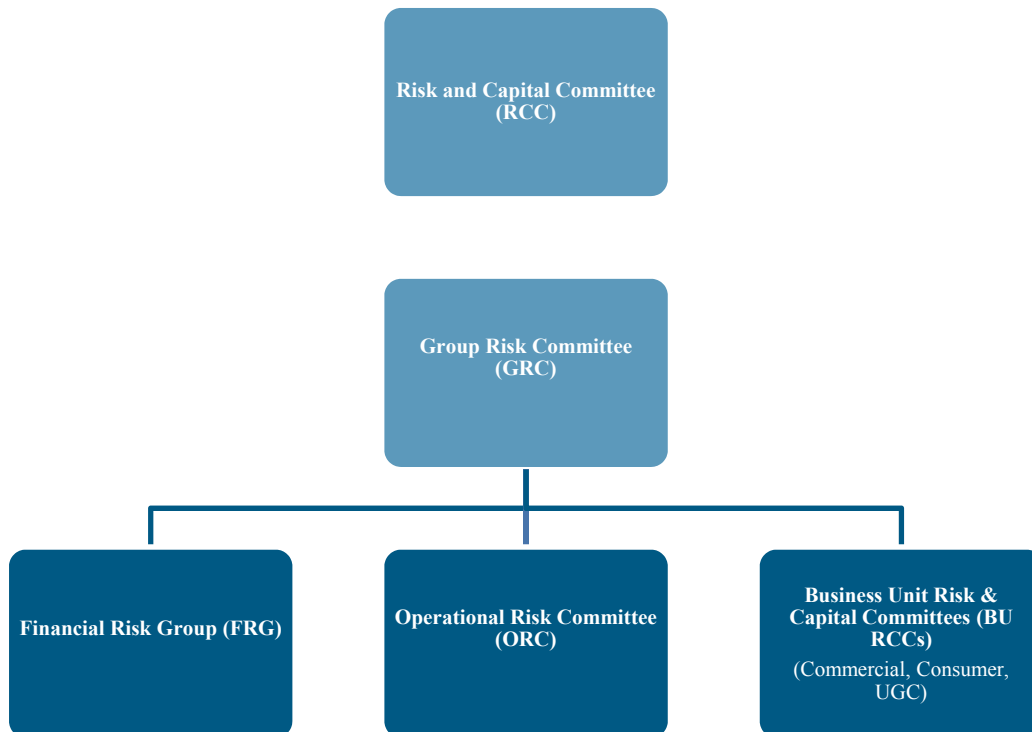 Risk and Capital Committee
(RCC)
Group Risk Committee
(GRC)
Financial Risk Group (FRG)
Operational Risk Committee
(ORC)
Business Unit Risk &
Capital Committees (BU
RCCs)
(Commercial, Consumer,
UGC)